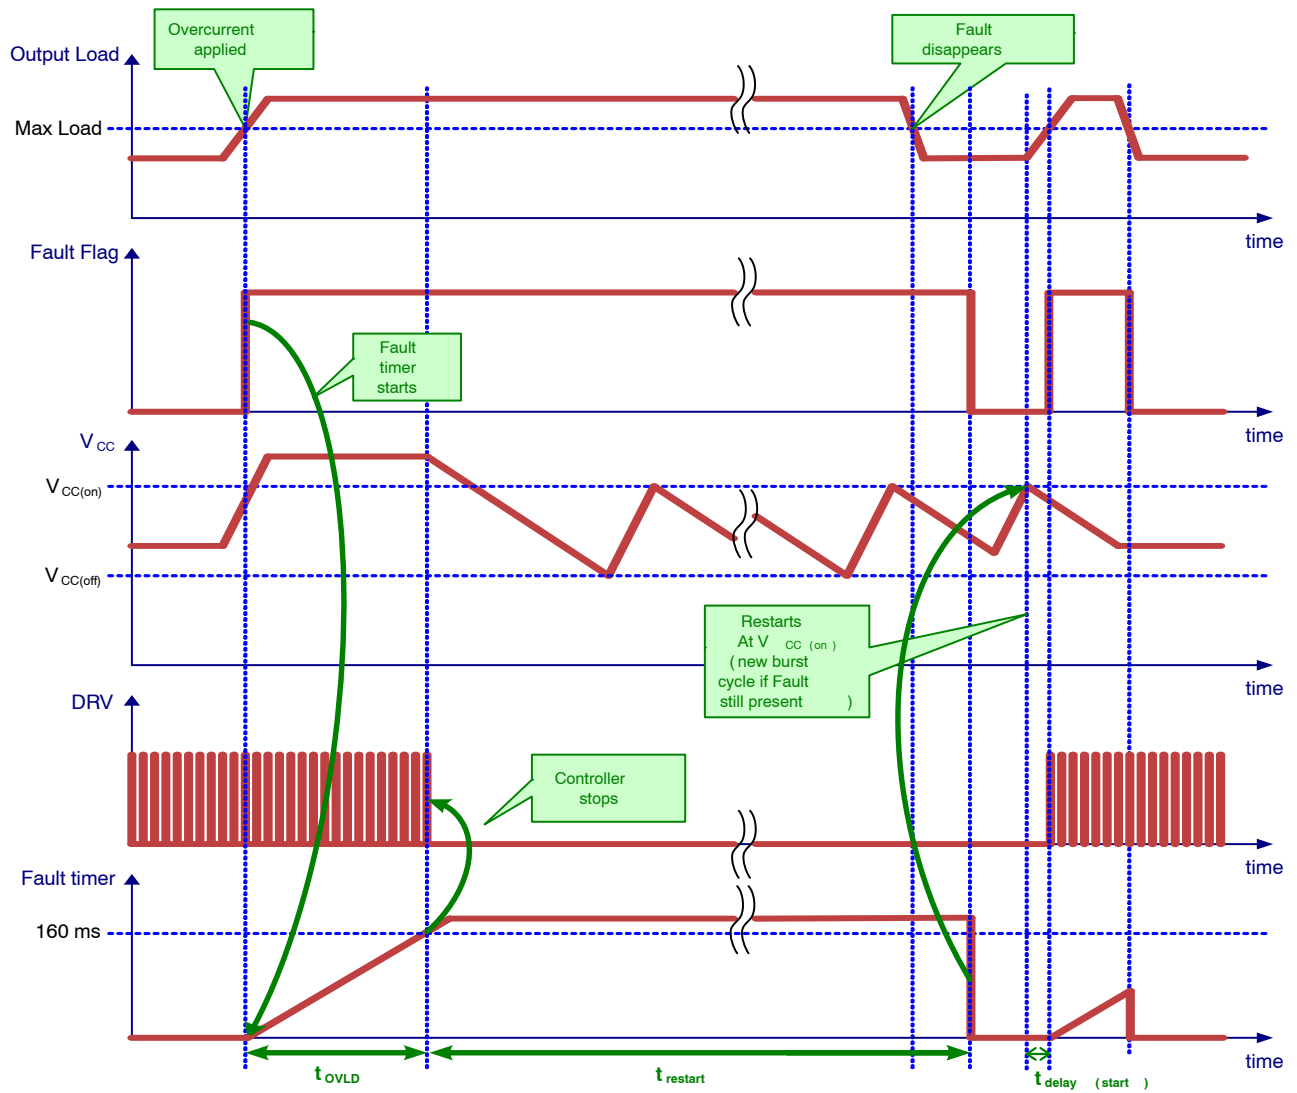 Overcurrent
applied
Fault
disappears
Output Load
Max Load
time
Fault Flag
Fault
timer
starts
time
V CC
V CC(on)
V CC(off)
Restarts
At V CC (on)
(new burst
cycle if Fault
still present )
time
DRV
Controller
stops
time
Fault timer
160 ms
time
t OVLD
t restart
t delay (start )